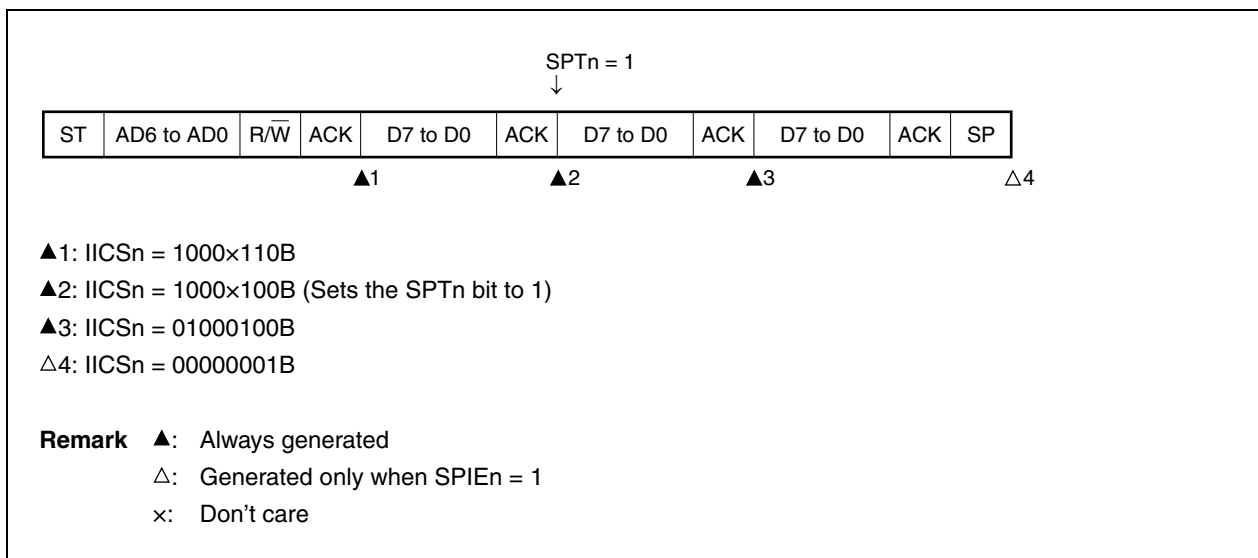 SPTn = 1
↓
ST AD6 to AD0 R/W̅ ACK D7 to D0 ACK D7 to D0 ACK D7 to D0 ACK SP
▲1 ▲2 ▲3 △4
▲1: IICSn = 1000×110B
▲2: IICSn = 1000×100B (Sets the SPTn bit to 1)
▲3: IICSn = 01000100B
△4: IICSn = 00000001B
Remark ▲: Always generated
△: Generated only when SPIEn = 1
×: Don't care